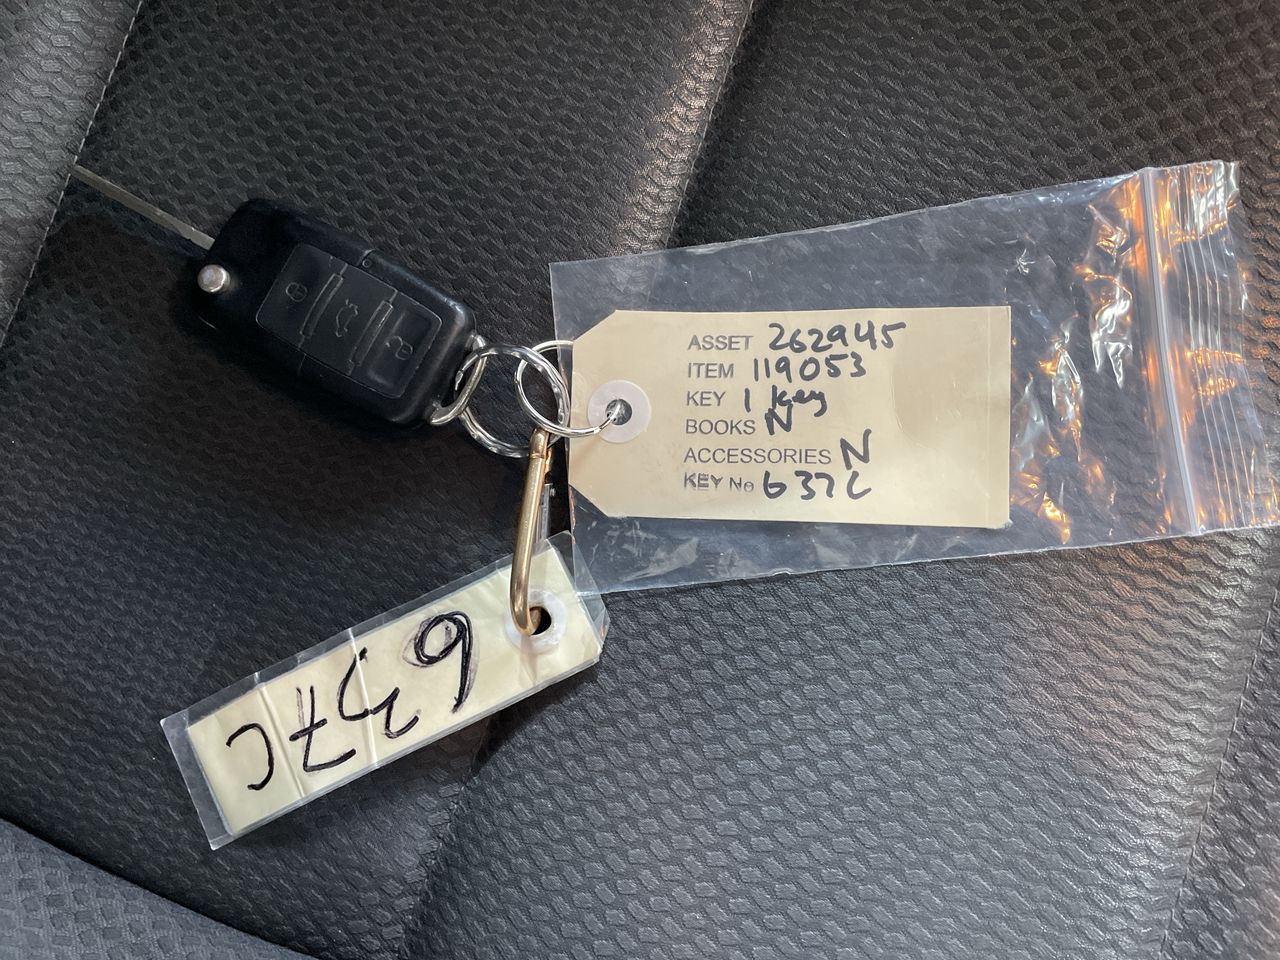 ASSET 262945
ITEM 119053
KEY 1 key
BOOKS N
ACCESSORIES N
KEY No 637C
637C